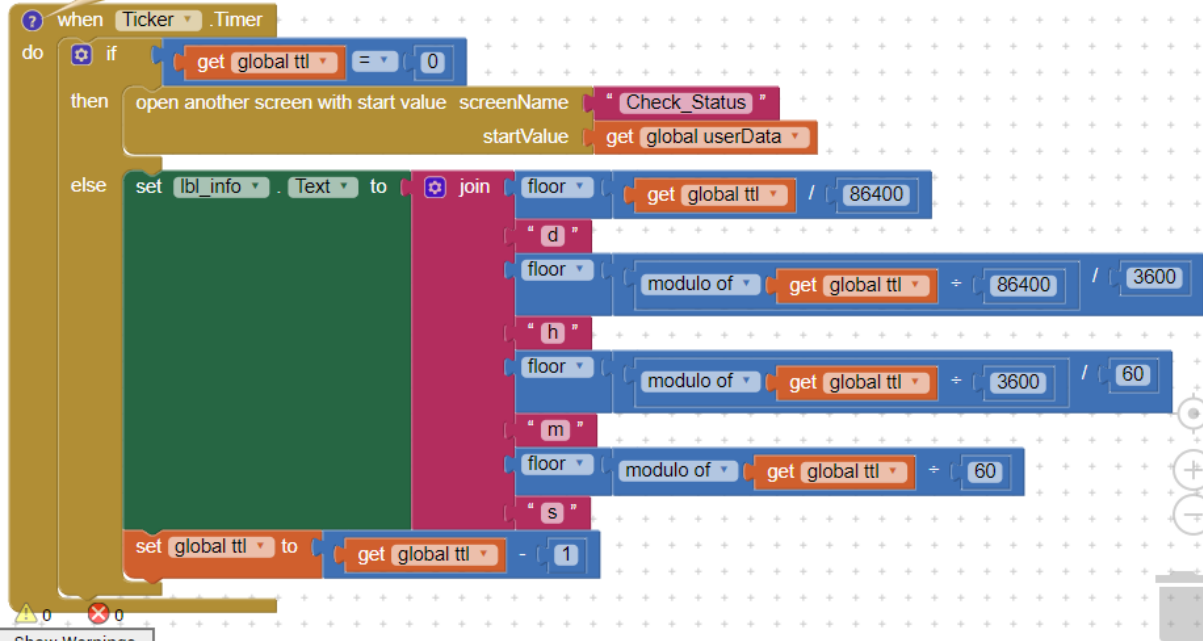 ? when Ticker .Timer
do if get global ttl = 0
then open another screen with start value screenName " Check_Status "
startValue get global userData
else set lbl_info . Text to join floor get global ttl / 86400
" d "
floor modulo of get global ttl ÷ 86400 / 3600
" h "
floor modulo of get global ttl ÷ 3600 / 60
" m "
floor modulo of get global ttl ÷ 60
" s "
set global ttl to get global ttl - 1
0 0
Show Warnings